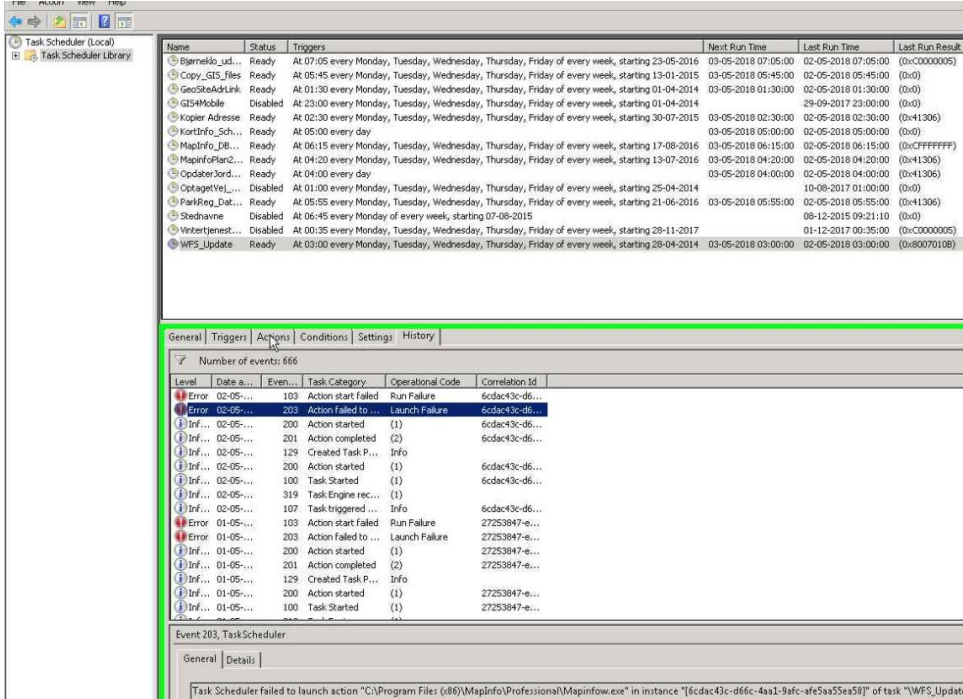 File Action View Help
Task Scheduler (Local)
Task Scheduler Library
Name Status Triggers Next Run Time Last Run Time Last Run Result
Bjørneklo_ud... Ready At 07:05 every Monday, Tuesday, Wednesday, Thursday, Friday of every week, starting 23-05-2016 03-05-2018 07:05:00 02-05-2018 07:05:00 (0xC0000005)
Copy_GIS_files Ready At 05:45 every Monday, Tuesday, Wednesday, Thursday, Friday of every week, starting 13-01-2015 03-05-2018 05:45:00 02-05-2018 05:45:00 (0x0)
GeoSiteAdrLink Ready At 01:30 every Monday, Tuesday, Wednesday, Thursday, Friday of every week, starting 01-04-2014 03-05-2018 01:30:00 02-05-2018 01:30:00 (0x0)
GIS4Mobile Disabled At 23:00 every Monday, Tuesday, Wednesday, Thursday, Friday of every week, starting 01-04-2014 29-09-2017 23:00:00 (0x0)
Kopier Adresse Ready At 02:30 every Monday, Tuesday, Wednesday, Thursday, Friday of every week, starting 30-07-2015 03-05-2018 02:30:00 02-05-2018 02:30:00 (0x41306)
KortInfo_Sch... Ready At 05:00 every day 03-05-2018 05:00:00 02-05-2018 05:00:00 (0x0)
MapInfo_DB... Ready At 06:15 every Monday, Tuesday, Wednesday, Thursday, Friday of every week, starting 17-08-2016 03-05-2018 06:15:00 02-05-2018 06:15:00 (0xCFFFFFFF)
MapinfoPlan2... Ready At 04:20 every Monday, Tuesday, Wednesday, Thursday, Friday of every week, starting 13-07-2016 03-05-2018 04:20:00 02-05-2018 04:20:00 (0x41306)
OpdaterJord... Ready At 04:00 every day 03-05-2018 04:00:00 02-05-2018 04:00:00 (0x41306)
OptagetVej_... Disabled At 01:00 every Monday, Tuesday, Wednesday, Thursday, Friday of every week, starting 25-04-2014 10-08-2017 01:00:00 (0x0)
ParkReg_Dat... Ready At 05:55 every Monday, Tuesday, Wednesday, Thursday, Friday of every week, starting 21-06-2016 03-05-2018 05:55:00 02-05-2018 05:55:00 (0x41306)
Stednavne Disabled At 06:45 every Monday of every week, starting 07-08-2015 08-12-2015 09:21:10 (0x0)
Vintertjenest... Disabled At 00:35 every Monday, Tuesday, Wednesday, Thursday, Friday of every week, starting 28-11-2017 01-12-2017 00:35:00 (0xC0000005)
WFS_Update Ready At 03:00 every Monday, Tuesday, Wednesday, Thursday, Friday of every week, starting 28-04-2014 03-05-2018 03:00:00 02-05-2018 03:00:00 (0x8007010B)
General Triggers Actions Conditions Settings History
Number of events: 666
Level Date a... Even... Task Category Operational Code Correlation Id
Error 02-05-... 103 Action start failed Run Failure 6cdac43c-d6...
Error 02-05-... 203 Action failed to ... Launch Failure 6cdac43c-d6...
Inf... 02-05-... 200 Action started (1) 6cdac43c-d6...
Inf... 02-05-... 201 Action completed (2) 6cdac43c-d6...
Inf... 02-05-... 129 Created Task P... Info
Inf... 02-05-... 200 Action started (1) 6cdac43c-d6...
Inf... 02-05-... 100 Task Started (1) 6cdac43c-d6...
Inf... 02-05-... 319 Task Engine rec... (1)
Inf... 02-05-... 107 Task triggered ... Info 6cdac43c-d6...
Error 01-05-... 103 Action start failed Run Failure 27253847-e...
Error 01-05-... 203 Action failed to ... Launch Failure 27253847-e...
Inf... 01-05-... 200 Action started (1) 27253847-e...
Inf... 01-05-... 201 Action completed (2) 27253847-e...
Inf... 01-05-... 129 Created Task P... Info
Inf... 01-05-... 200 Action started (1) 27253847-e...
Inf... 01-05-... 100 Task Started (1) 27253847-e...
Event 203, TaskScheduler
General Details
Task Scheduler failed to launch action "C:\Program Files (x86)\MapInfo\Professional\Mapinfow.exe" in instance "{6cdac43c-d66c-4aa1-9afc-afe5aa55ea58}" of task "\WFS_Updat